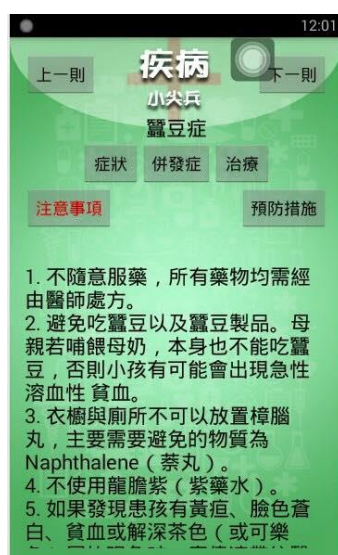 12:01
上一則
疾病
下一則
小尖兵
蠶豆症
症狀
併發症
治療
注意事項
預防措施
1. 不隨意服藥，所有藥物均需經
由醫師處方。
2. 避免吃蠶豆以及蠶豆製品。母
親若哺餵母奶，本身也不能吃蠶
豆，否則小孩有可能會出現急性
溶血性 貧血。
3. 衣櫥與廁所不可以放置樟腦
丸，主要需要避免的物質為
Naphthalene（萘丸）。
4. 不使用龍膽紫（紫藥水）。
5. 如果發現患孩有黃疸、臉色蒼
白、貧血或解深茶色（或可樂